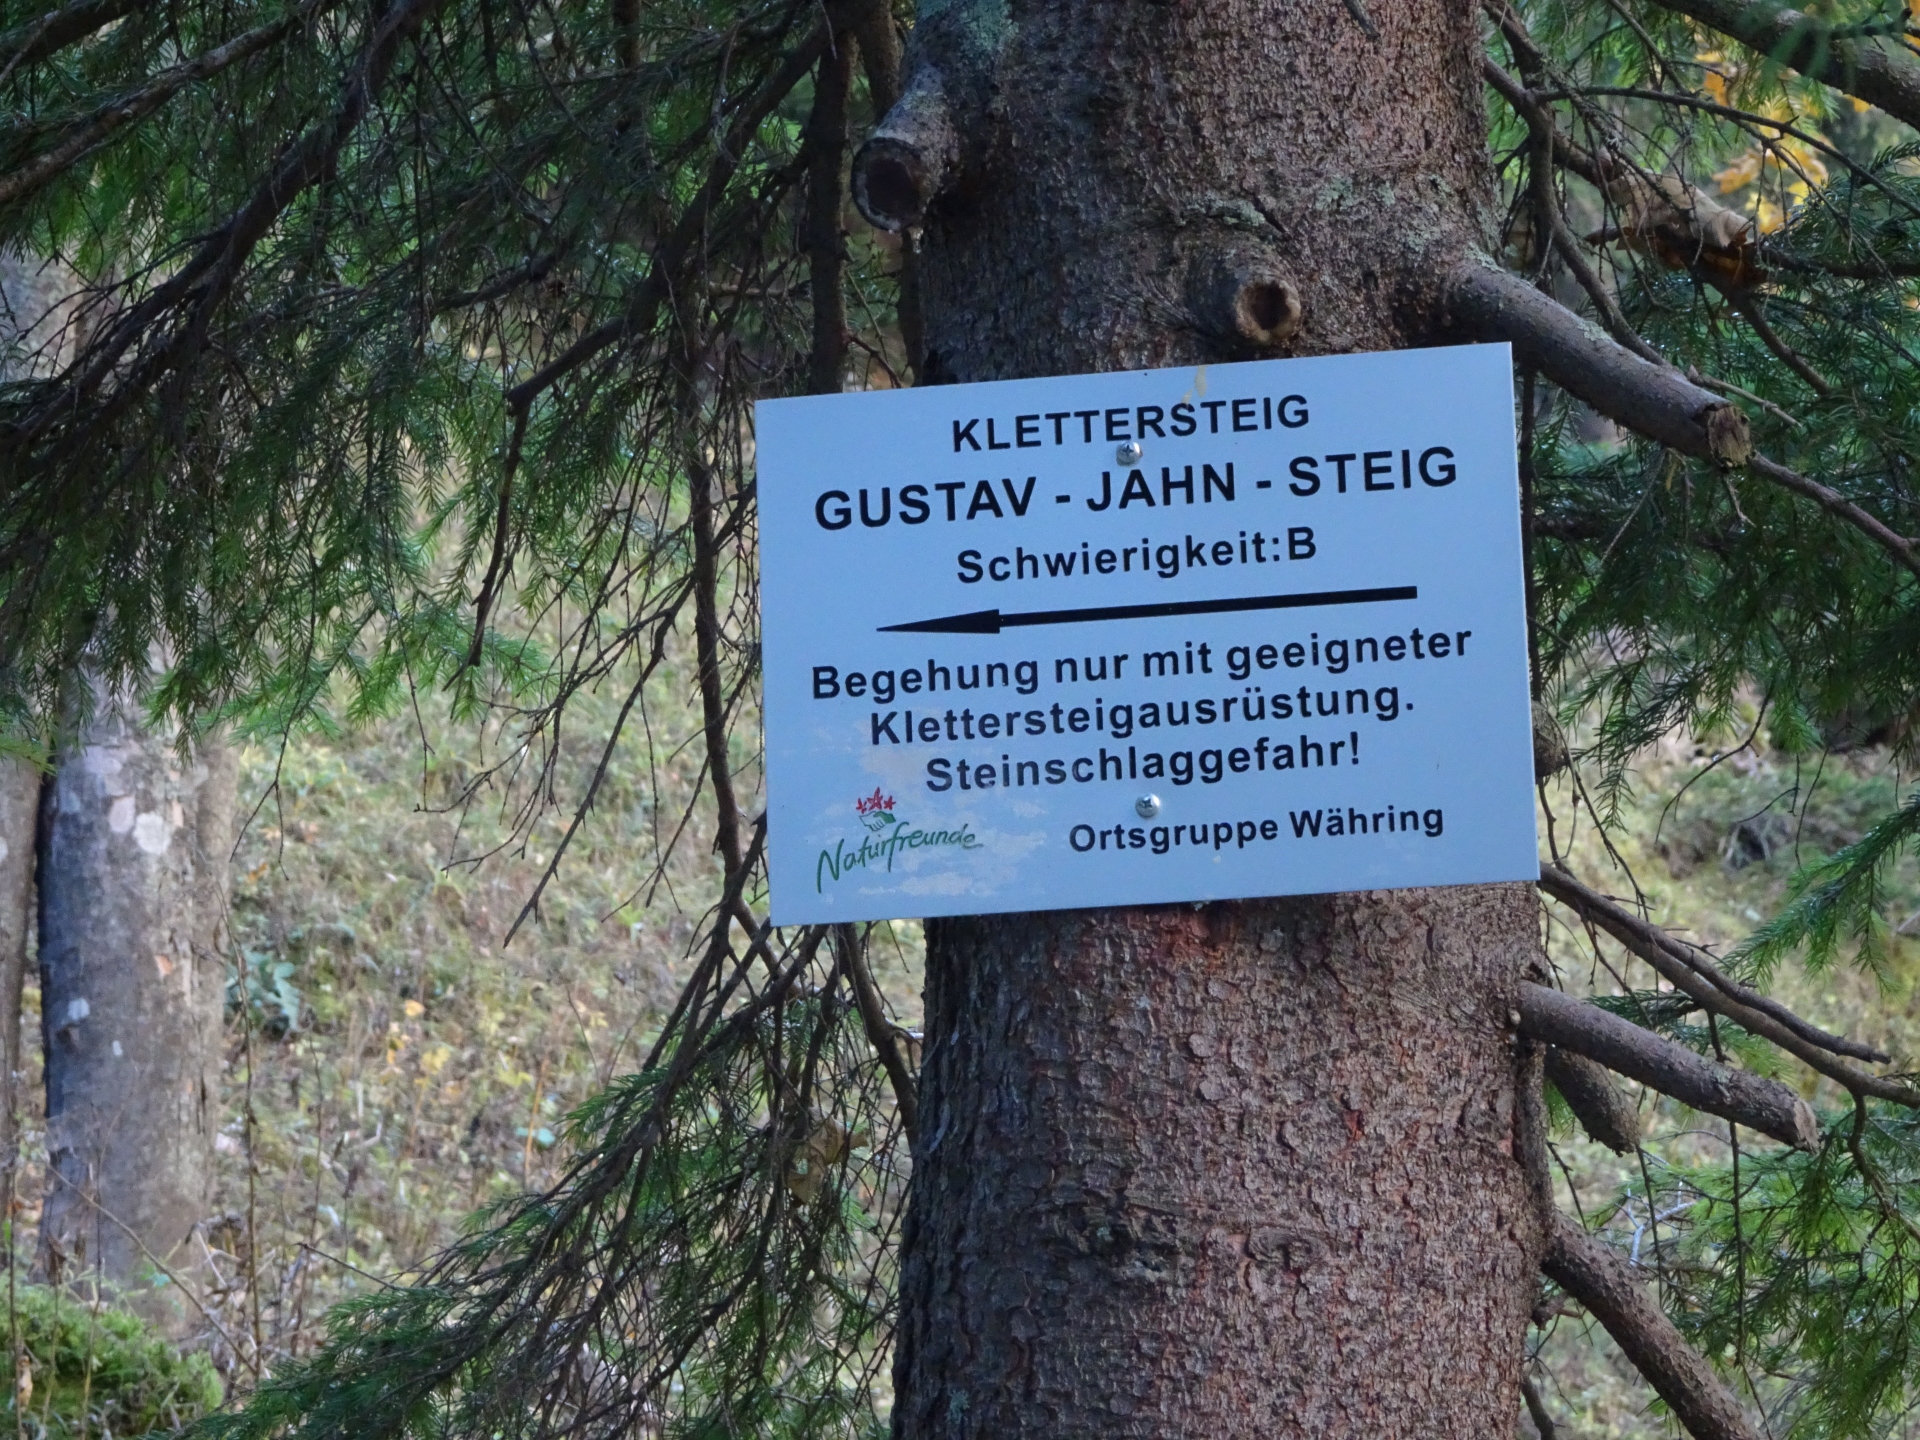 KLETTERSTEIG
GUSTAV - JAHN - STEIG
Schwierigkeit:B
Begehung nur mit geeigneter
Klettersteigausrüstung.
Steinschlaggefahr!
Naturfreunde
Ortsgruppe Währing